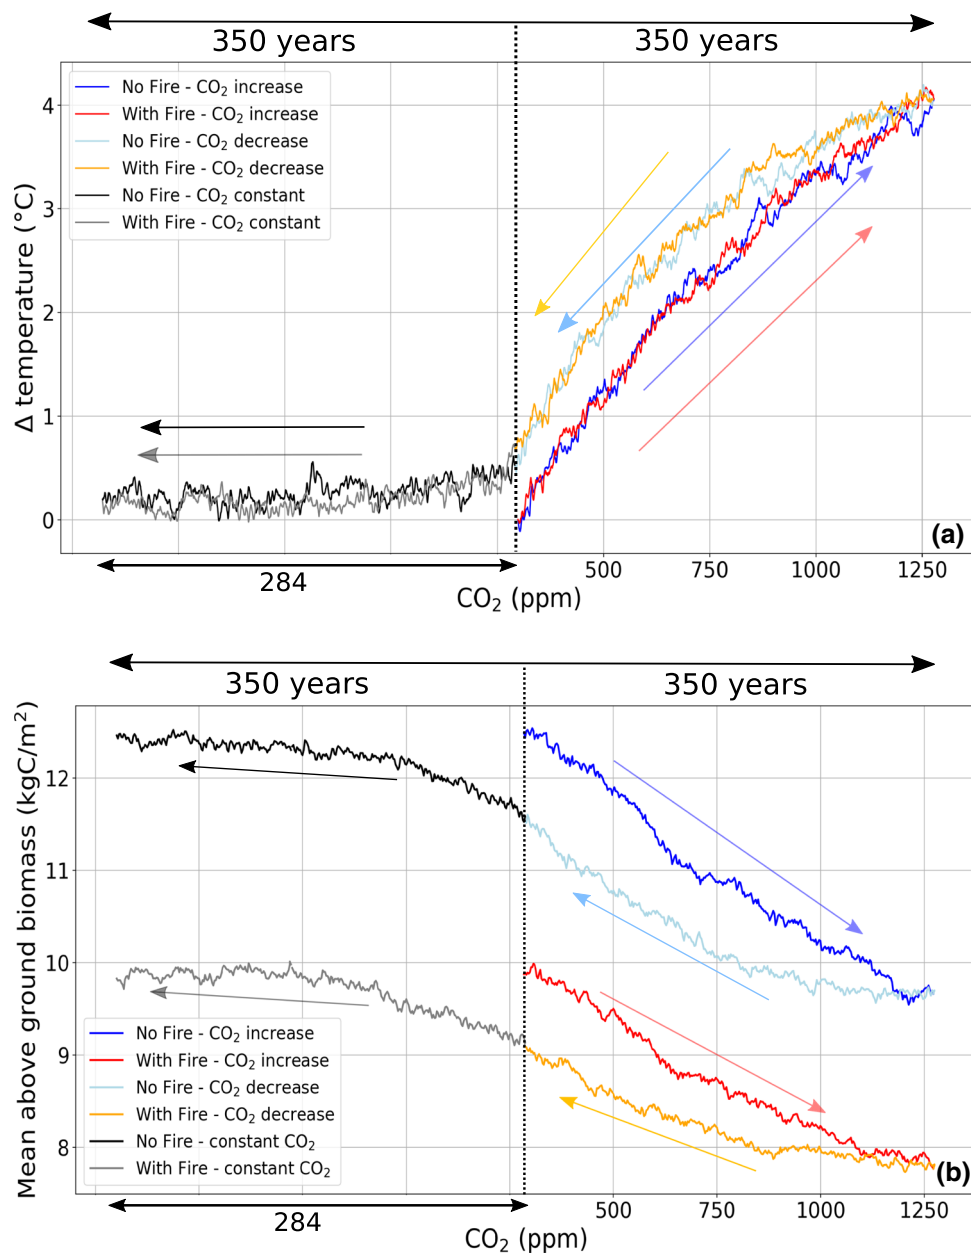 350 years
350 years
No Fire - CO₂ increase
With Fire - CO₂ increase
No Fire - CO₂ decrease
With Fire - CO₂ decrease
No Fire - CO₂ constant
With Fire - CO₂ constant
Δ temperature (°C)
4
3
2
1
0
(a)
284
500
750
1000
1250
CO₂ (ppm)
350 years
350 years
Mean above ground biomass (kgC/m²)
12
11
10
9
8
No Fire - CO₂ increase
With Fire - CO₂ increase
No Fire - CO₂ decrease
With Fire - CO₂ decrease
No Fire - constant CO₂
With Fire - constant CO₂
(b)
284
500
750
1000
1250
CO₂ (ppm)